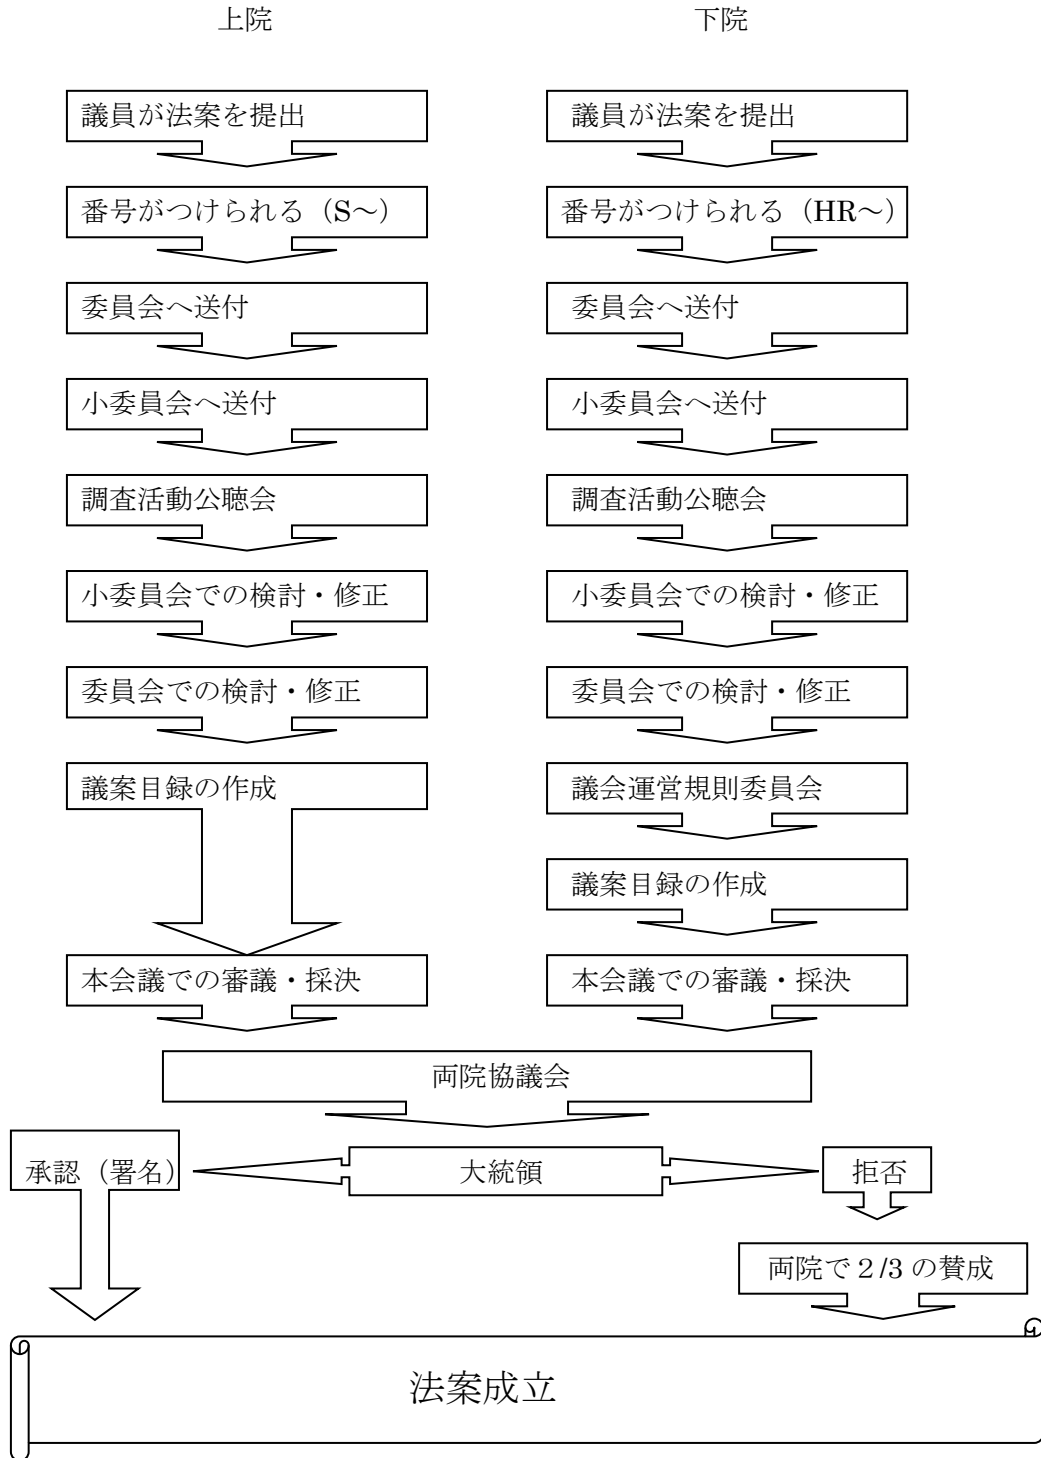 上院
下院
議員が法案を提出
議員が法案を提出
番号がつけられる（S～）
番号がつけられる（HR～）
委員会へ送付
委員会へ送付
小委員会へ送付
小委員会へ送付
調査活動公聴会
調査活動公聴会
小委員会での検討・修正
小委員会での検討・修正
委員会での検討・修正
委員会での検討・修正
議案目録の作成
議会運営規則委員会
議案目録の作成
本会議での審議・採決
本会議での審議・採決
両院協議会
承認（署名）
大統領
拒否
両院で２/3 の賛成
法案成立